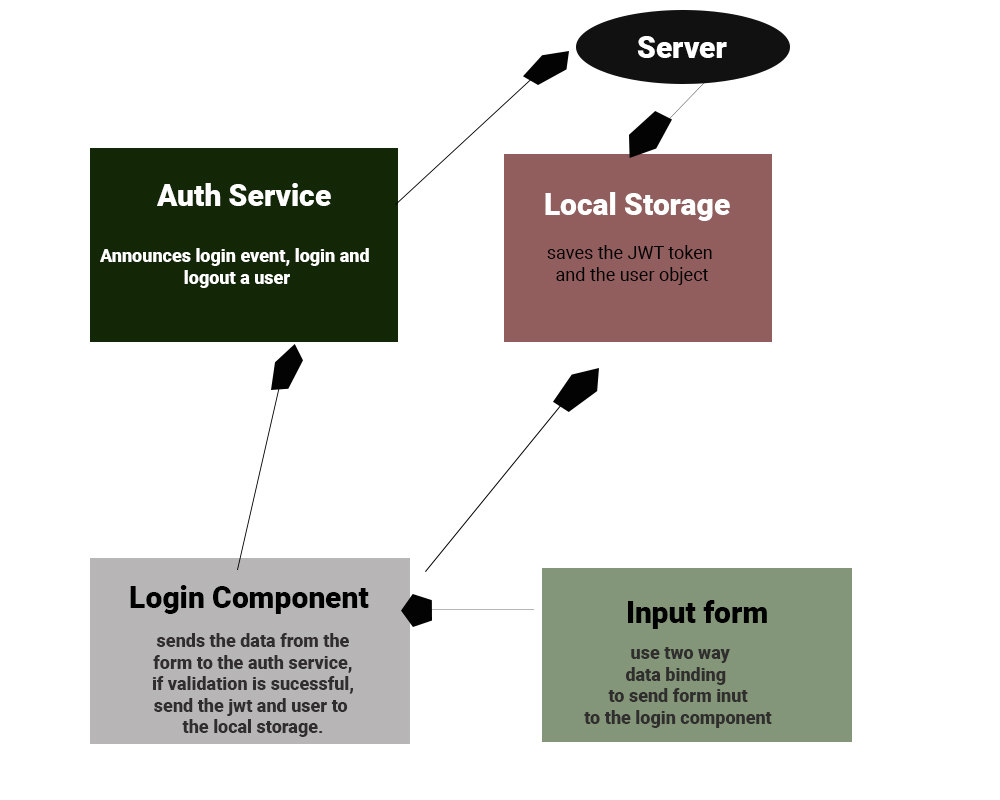 Server
Auth Service
Announces login event, login and
logout a user
Local Storage
saves the JWT token
and the user object
Login Component
sends the data from the
form to the auth service,
if validation is sucessful,
send the jwt and user to
the local storage.
Input form
use two way
data binding
to send form inut
to the login component